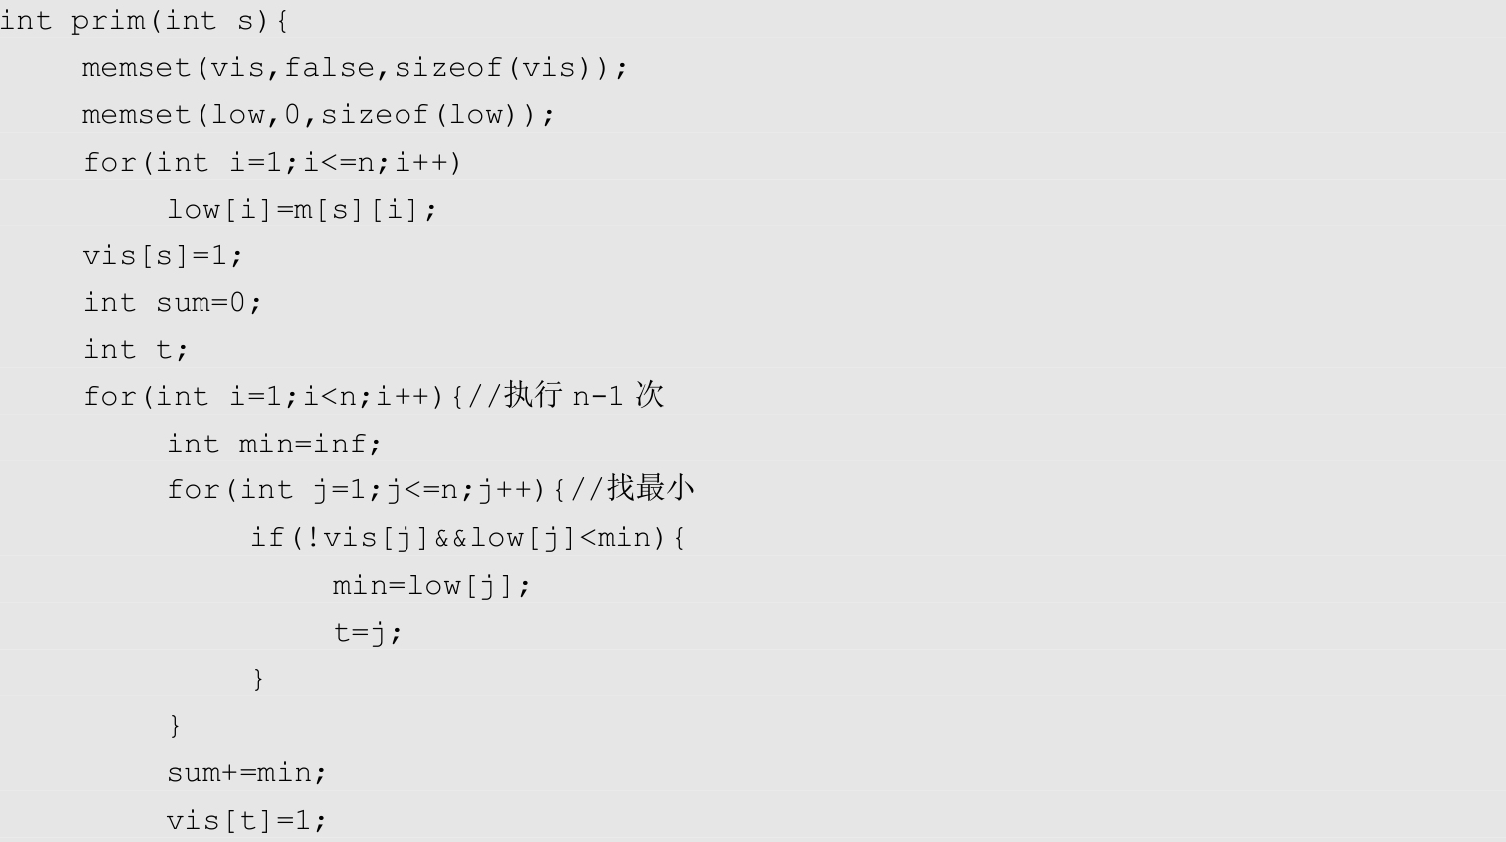 int prim(int s){
memset(vis,false,sizeof(vis));
memset(low,0,sizeof(low));
for(int i=1;i<=n;i++)
low[i]=m[s][i];
vis[s]=1;
int sum=0;
int t;
for(int i=1;i<n;i++){//执行 n-1 次
int min=inf;
for(int j=1;j<=n;j++){//找最小
if(!vis[j]&&low[j]<min){
min=low[j];
t=j;
}
}
sum+=min;
vis[t]=1;